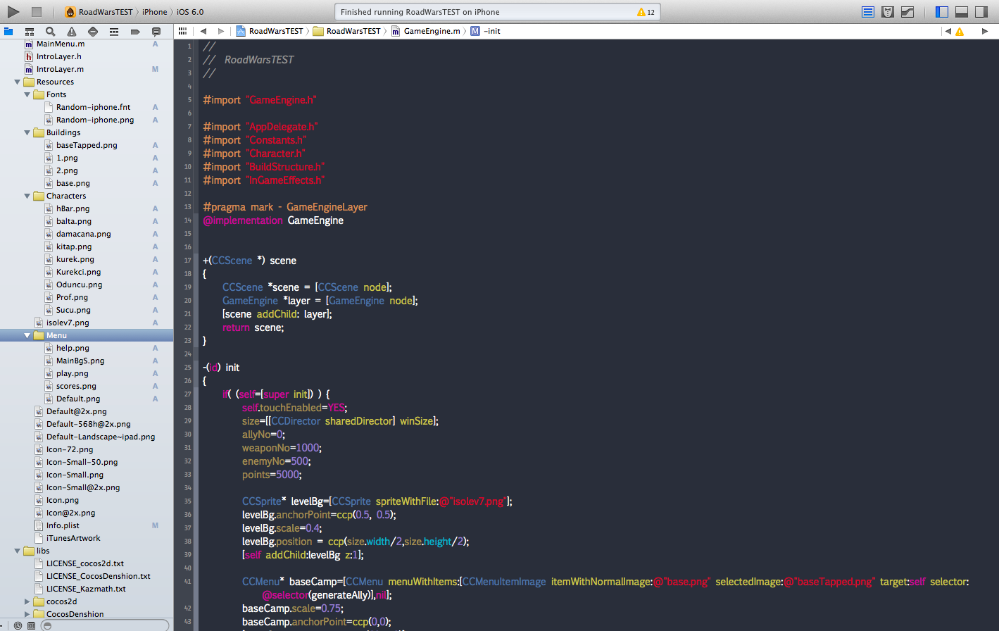 RoadWarsTEST iPhone iOS 6.0
Finished running RoadWarsTEST on iPhone
12
RoadWarsTEST RoadWarsTEST GameEngine.m M -init
m MainMenu.m A
h IntroLayer.h
m IntroLayer.m M
Resources
Fonts
Random-iphone.fnt A
Random-iphone.png A
Buildings
baseTapped.png A
1.png A
2.png A
base.png A
Characters
hBar.png A
balta.png A
damacana.png A
kitap.png A
kurek.png A
Kurekci.png A
Oduncu.png A
Prof.png A
Sucu.png A
isolev7.png A
Menu
help.png A
MainBgS.png A
play.png A
scores.png A
Default.png A
Default@2x.png
Default-568h@2x.png
Default-Landscape~ipad.png
Icon-72.png
Icon-Small-50.png
Icon-Small.png
Icon-Small@2x.png
Icon.png
Icon@2x.png
Info.plist M
iTunesArtwork
libs
LICENSE_cocos2d.txt
LICENSE_CocosDenshion.txt
LICENSE_Kazmath.txt
cocos2d
CocosDenshion
1 //
2 // RoadWarsTEST
3 //
4
5 #import "GameEngine.h"
6
7 #import "AppDelegate.h"
8 #import "Constants.h"
9 #import "Character.h"
10 #import "BuildStructure.h"
11 #import "InGameEffects.h"
12
13 #pragma mark - GameEngineLayer
14 @implementation GameEngine
15
16
17 +(CCScene *) scene
18 {
19 CCScene *scene = [CCScene node];
20 GameEngine *layer = [GameEngine node];
21 [scene addChild: layer];
22 return scene;
23 }
24
25 -(id) init
26 {
27 if( (self=[super init]) ) {
28 self.touchEnabled=YES;
29 size=[[CCDirector sharedDirector] winSize];
30 allyNo=0;
31 weaponNo=1000;
32 enemyNo=500;
33 points=5000;
34
35 CCSprite* levelBg=[CCSprite spriteWithFile:@"isolev7.png"];
36 levelBg.anchorPoint=ccp(0.5, 0.5);
37 levelBg.scale=0.4;
38 levelBg.position = ccp(size.width/2,size.height/2);
39 [self addChild:levelBg z:1];
40
41 CCMenu* baseCamp=[CCMenu menuWithItems:[CCMenuItemImage itemWithNormalImage:@"base.png" selectedImage:@"baseTapped.png" target:self selector:
@selector(generateAlly)],nil];
42 baseCamp.scale=0.75;
43 baseCamp.anchorPoint=ccp(0,0);